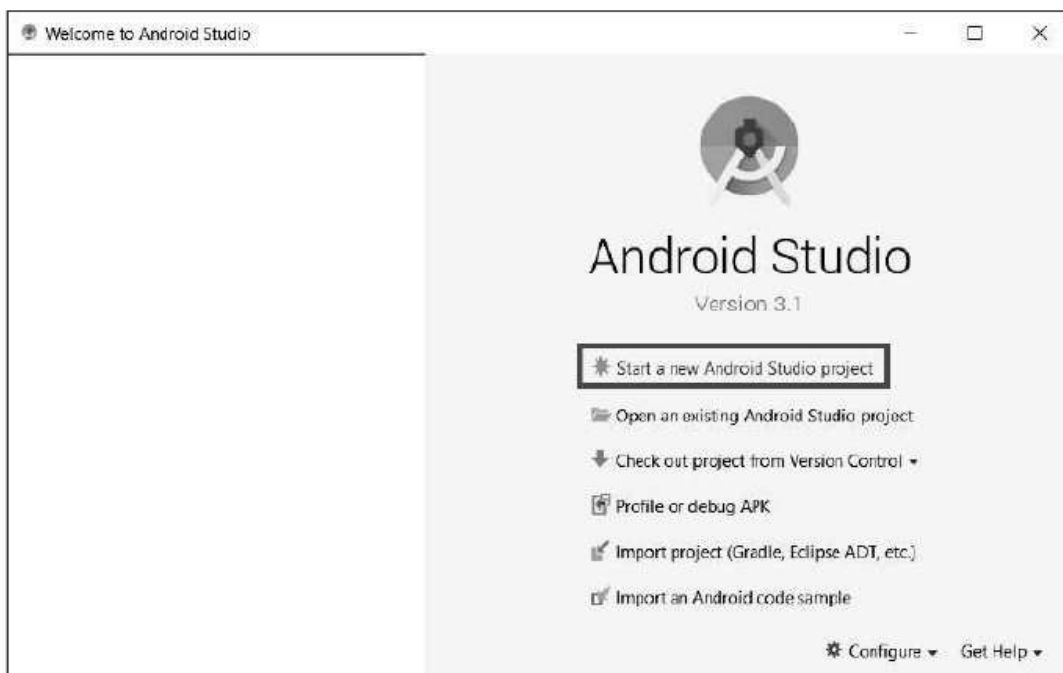 Welcome to Android Studio
Android Studio
Version 3.1
Start a new Android Studio project
Open an existing Android Studio project
Check out project from Version Control
Profile or debug APK
Import project (Gradle, Eclipse ADT, etc.)
Import an Android code sample
Configure Get Help